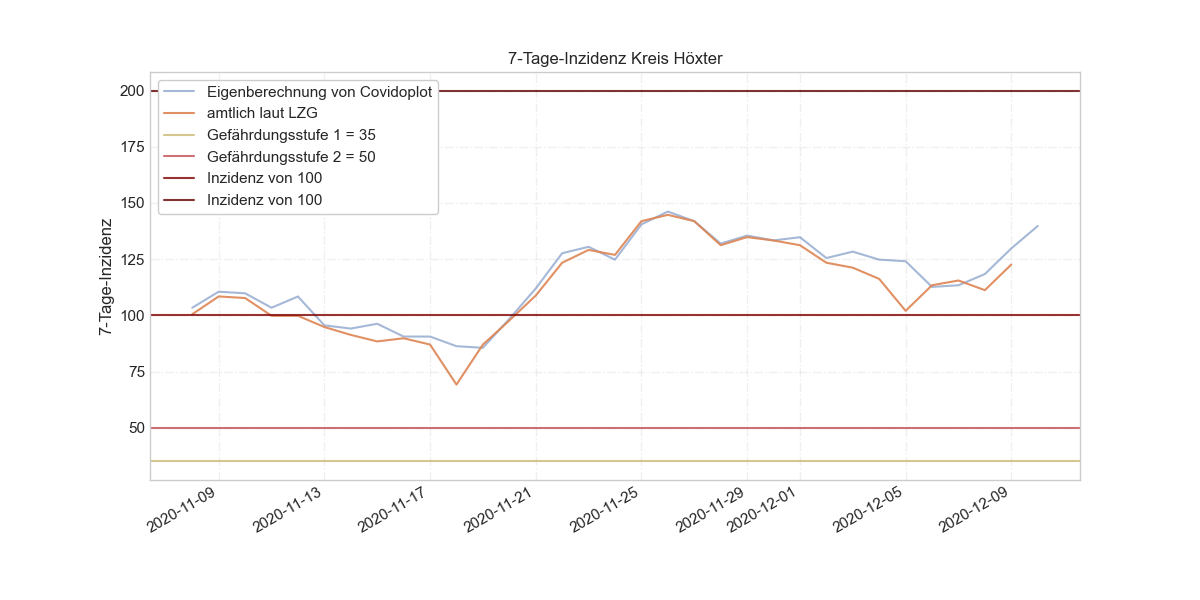 7-Tage-Inzidenz Kreis Höxter
200
175
150
125
100
75
50
7-Tage-Inzidenz
Eigenberechnung von Covidoplot
amtlich laut LZG
Gefährdungsstufe 1 = 35
Gefährdungsstufe 2 = 50
Inzidenz von 100
Inzidenz von 100
2020-11-09
2020-11-13
2020-11-17
2020-11-21
2020-11-25
2020-11-29
2020-12-01
2020-12-05
2020-12-09